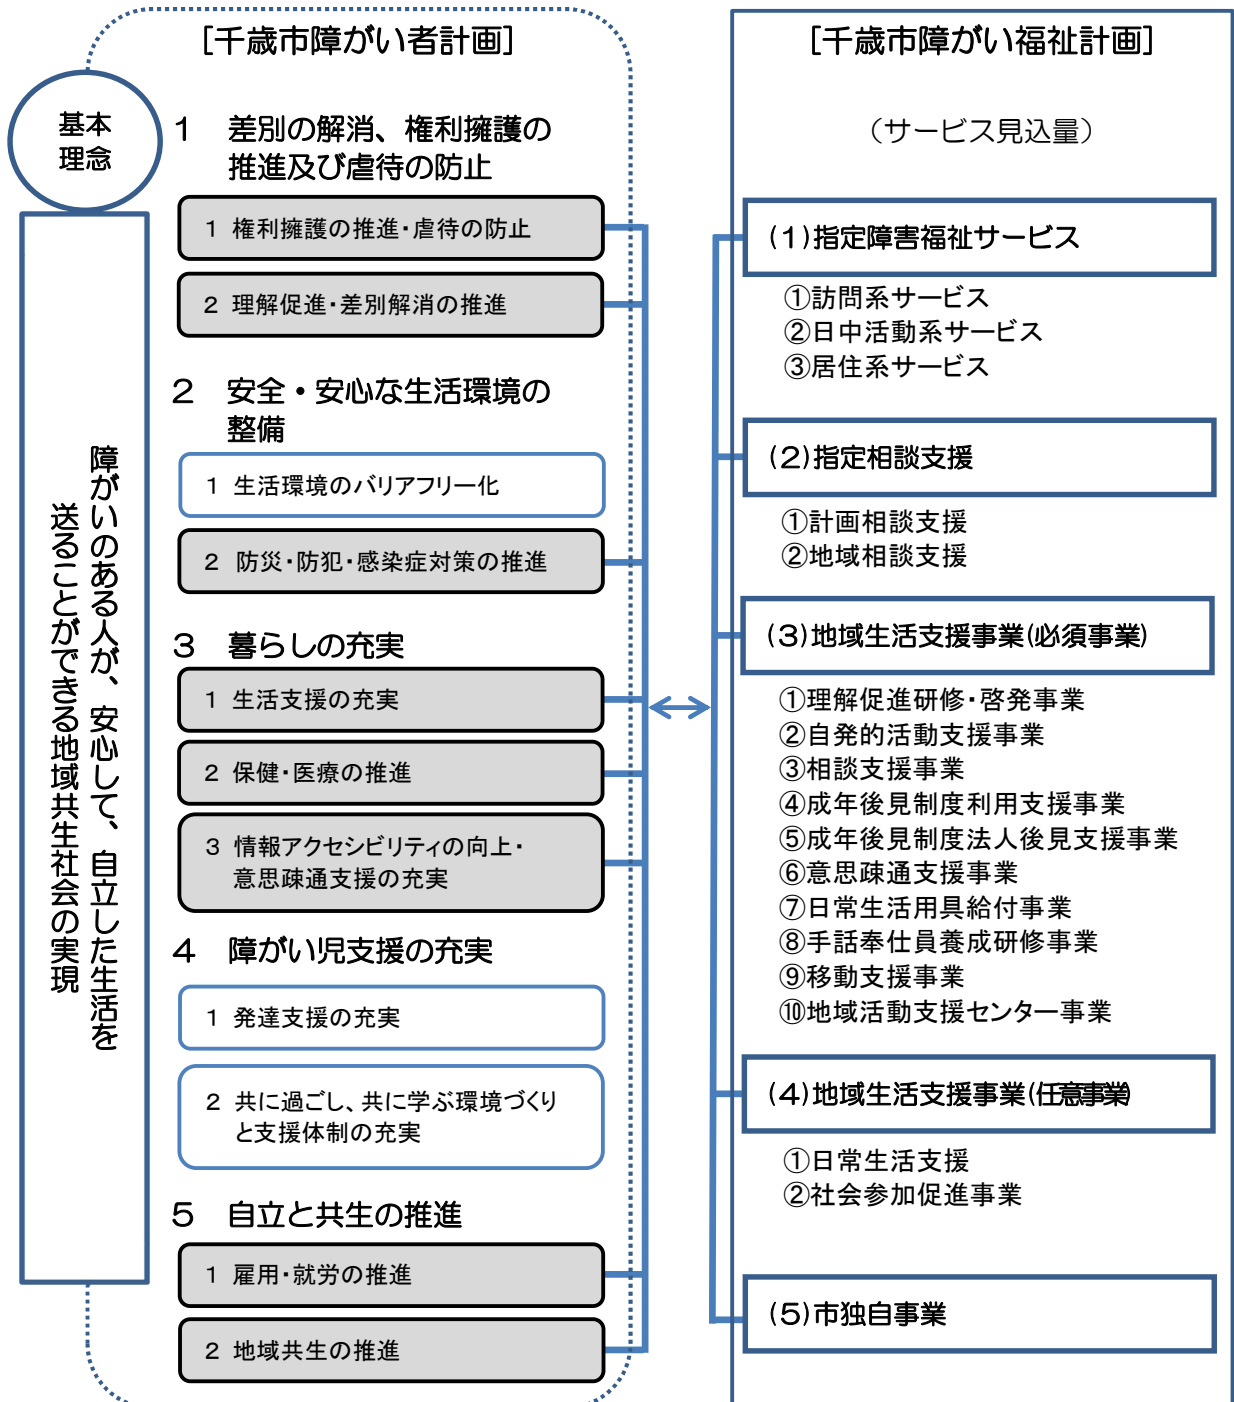 [千歳市障がい者計画]
基本
理念
障がいのある人が、安心して、自立した生活を
送ることができる地域共生社会の実現
１ 差別の解消、権利擁護の
推進及び虐待の防止
1 権利擁護の推進・虐待の防止
2 理解促進・差別解消の推進
２ 安全・安心な生活環境の
整備
1 生活環境のバリアフリー化
2 防災・防犯・感染症対策の推進
３ 暮らしの充実
1 生活支援の充実
2 保健・医療の推進
3 情報アクセシビリティの向上・
意思疎通支援の充実
４ 障がい児支援の充実
1 発達支援の充実
2 共に過ごし、共に学ぶ環境づくり
と支援体制の充実
５ 自立と共生の推進
1 雇用・就労の推進
2 地域共生の推進
[千歳市障がい福祉計画]
（サービス見込量）
(1)指定障害福祉サービス
①訪問系サービス
②日中活動系サービス
③居住系サービス
(2)指定相談支援
①計画相談支援
②地域相談支援
(3)地域生活支援事業(必須事業)
①理解促進研修・啓発事業
②自発的活動支援事業
③相談支援事業
④成年後見制度利用支援事業
⑤成年後見制度法人後見支援事業
⑥意思疎通支援事業
⑦日常生活用具給付事業
⑧手話奉仕員養成研修事業
⑨移動支援事業
⑩地域活動支援センター事業
(4)地域生活支援事業(任意事業)
①日常生活支援
②社会参加促進事業
(5)市独自事業